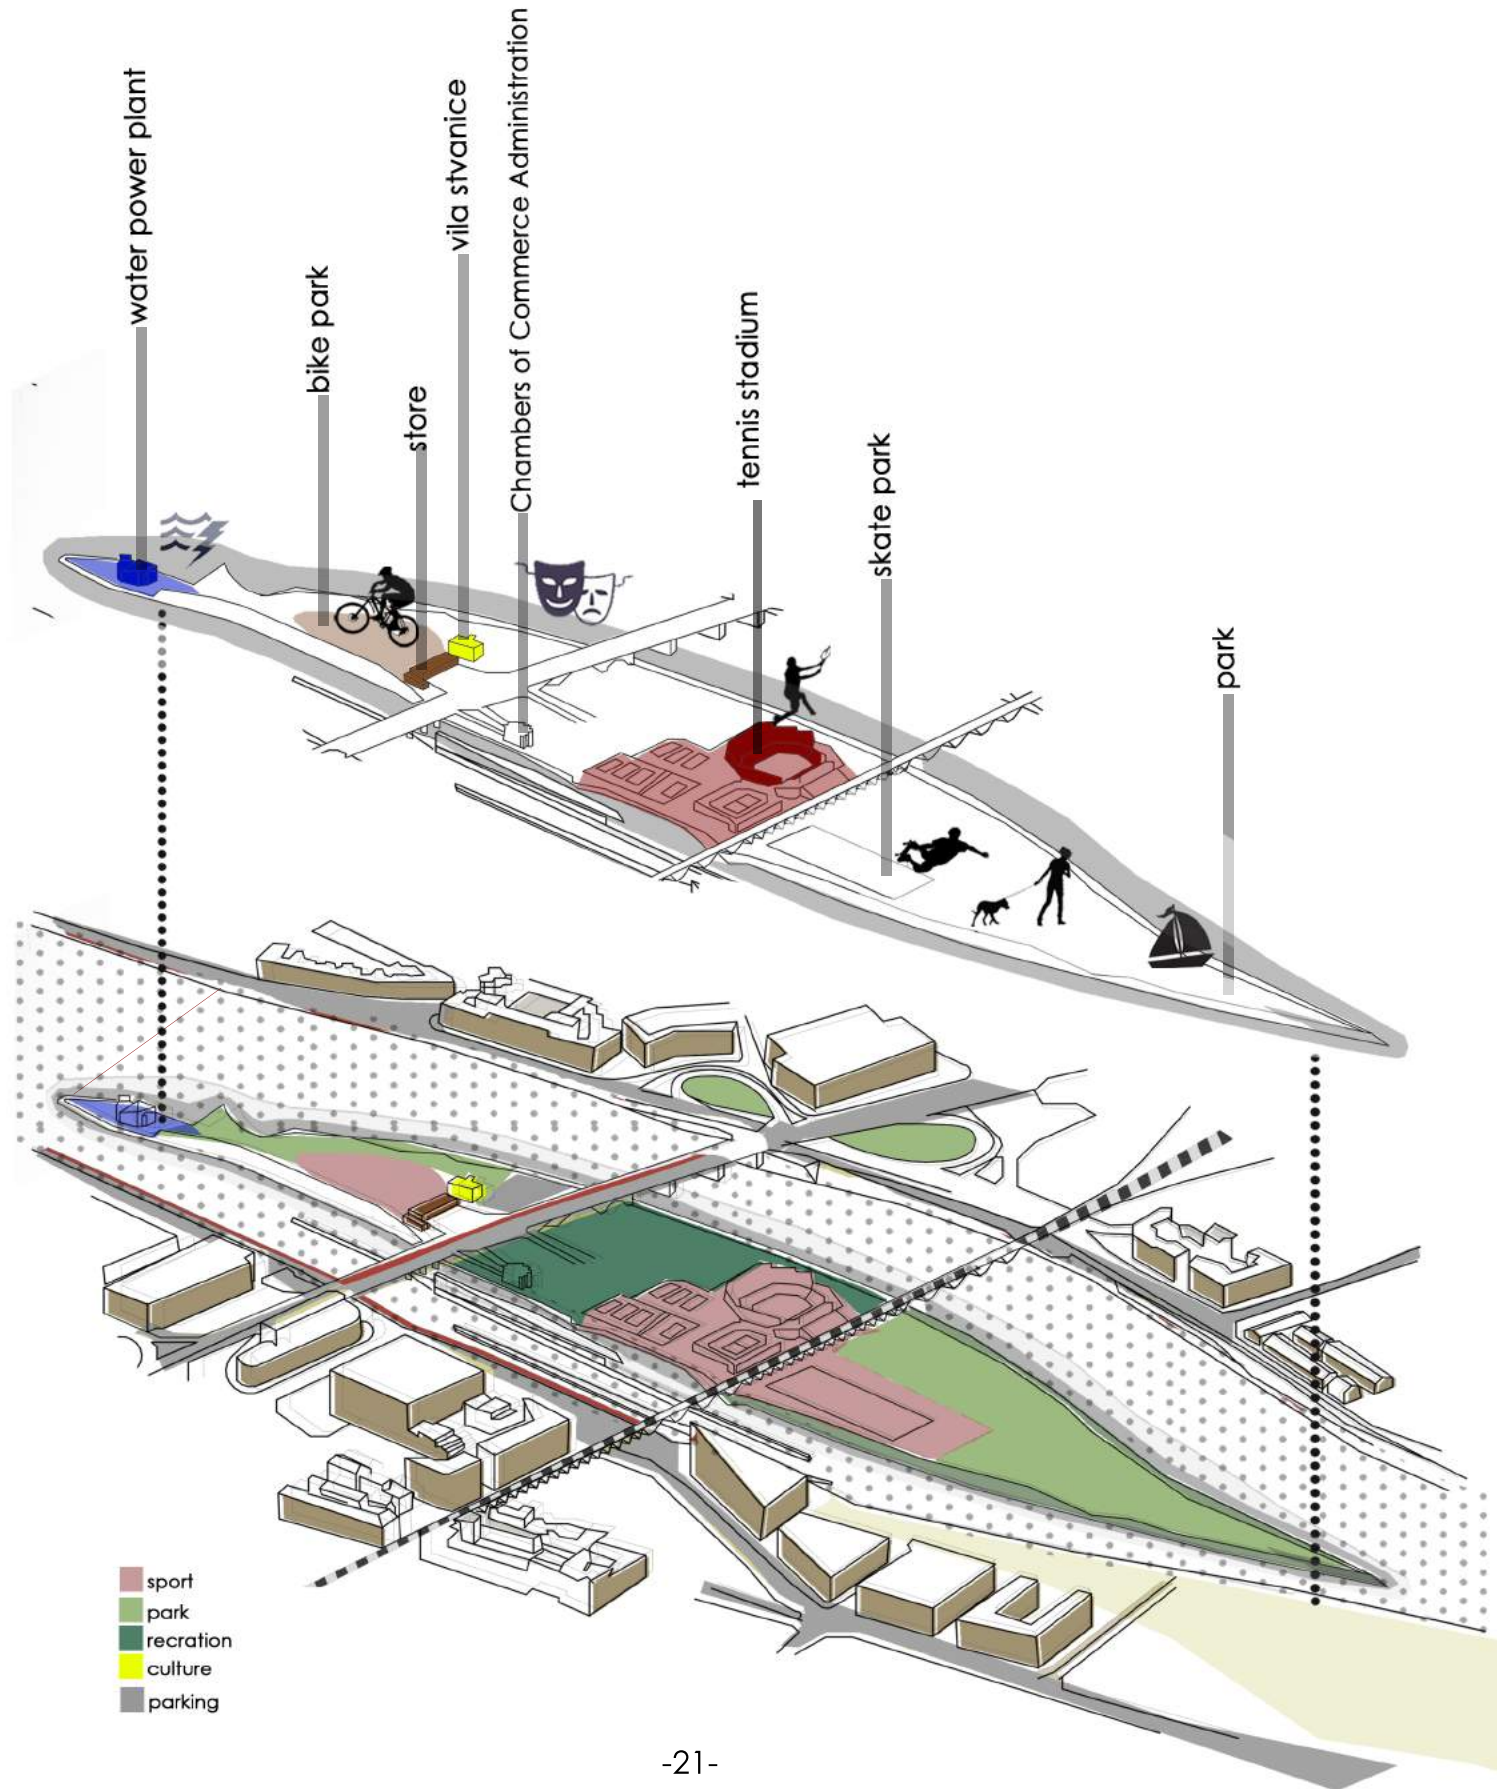 water power plant
bike park
store
vila stvanice
Chambers of Commerce Administration
tennis stadium
skate park
park
sport
park
recration
culture
parking
-21-